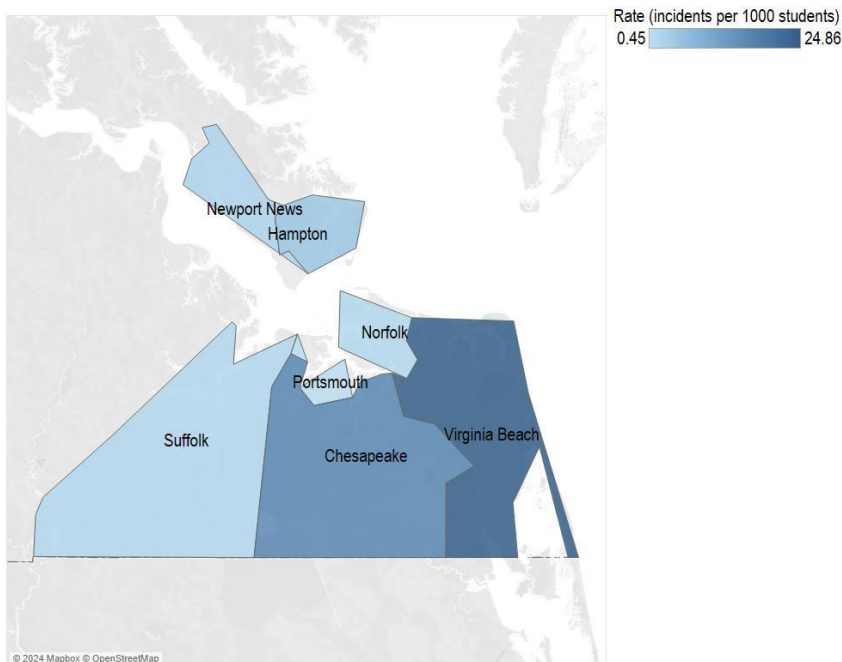 Rate (incidents per 1000 students)
0.45 24.86
Newport News
Hampton
Norfolk
Portsmouth
Suffolk
Virginia Beach
Chesapeake
© 2024 Mapbox © OpenStreetMap